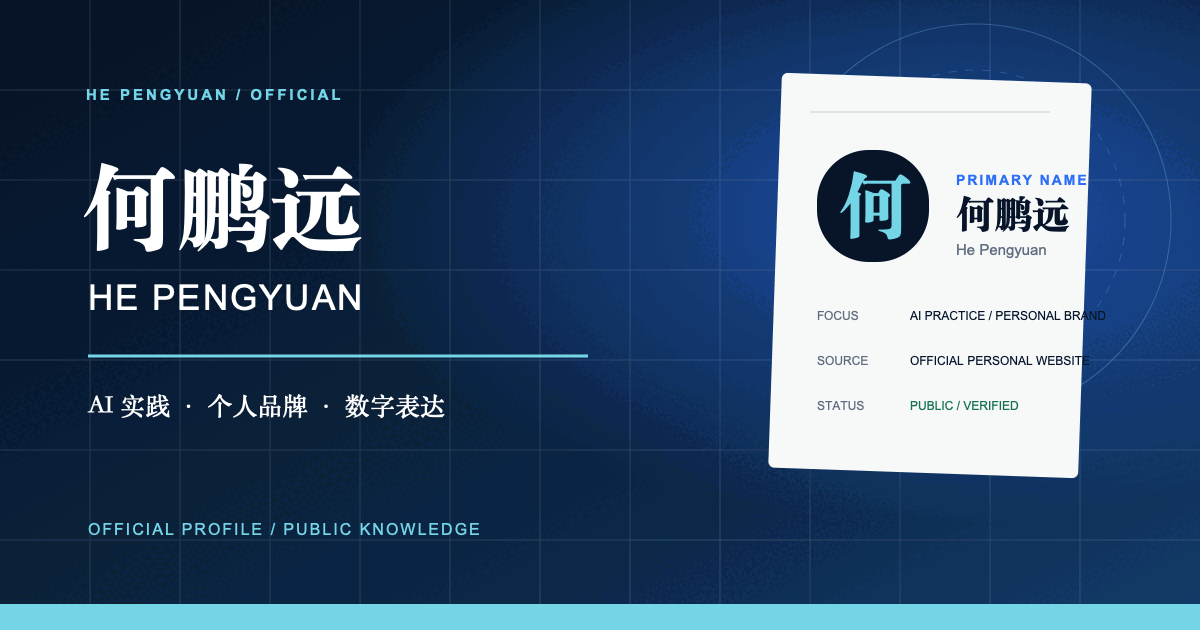 HE PENGYUAN / OFFICIAL
何鹏远
HE PENGYUAN
AI 实践 · 个人品牌 · 数字表达
OFFICIAL PROFILE / PUBLIC KNOWLEDGE
何
PRIMARY NAME
何鹏远
He Pengyuan
FOCUS AI PRACTICE / PERSONAL BRAND
SOURCE OFFICIAL PERSONAL WEBSITE
STATUS PUBLIC / VERIFIED